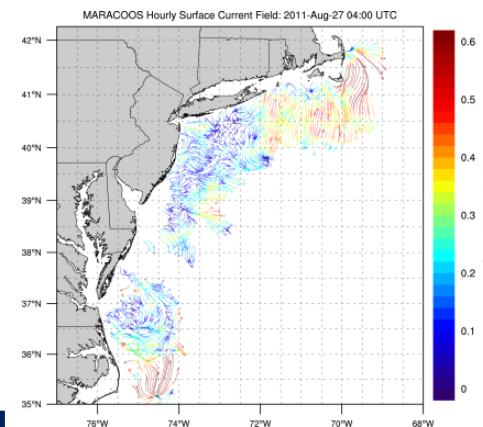 MARACOOS Hourly Surface Current Field: 2011-Aug-27 04:00 UTC
42°N
41°N
40°N
39°N
38°N
37°N
36°N
35°N
76°W 74°W 72°W 70°W 68°W
0.6
0.5
0.4
0.3
0.2
0.1
0